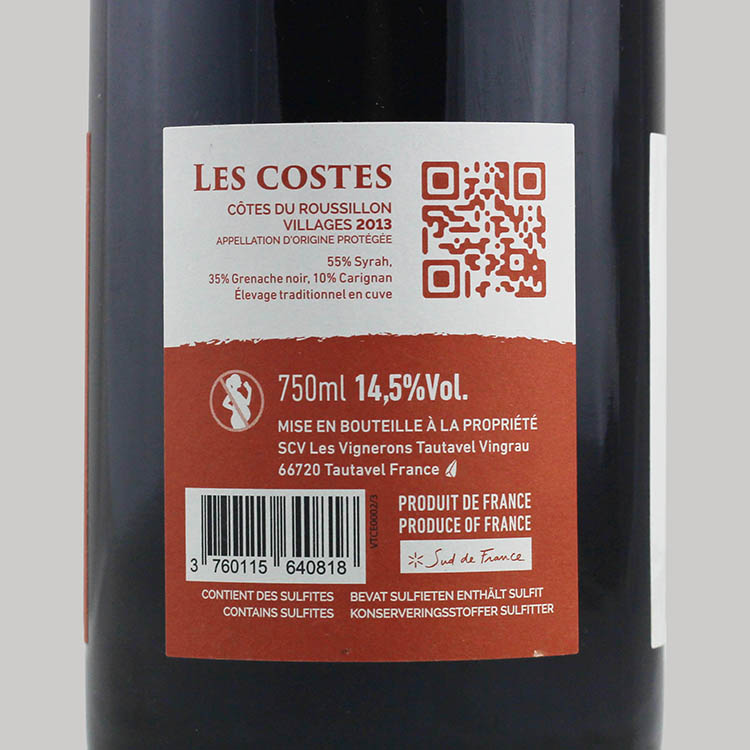 LES COSTES
CÔTES DU ROUSSILLON
VILLAGES 2013
APPELLATION D'ORIGINE PROTÉGÉE
55% Syrah,
35% Grenache noir, 10% Carignan
Élevage traditionnel en cuve
750ml 14,5%Vol.
MISE EN BOUTEILLE À LA PROPRIÉTÉ
SCV Les Vignerons Tautavel Vingrau
66720 Tautavel France
VTCE0002/3
PRODUIT DE FRANCE
PRODUCE OF FRANCE
Sud de France
3 760115 640818
CONTIENT DES SULFITES BEVAT SULFIETEN ENTHÄLT SULFIT
CONTAINS SULFITES KONSERVERINGSSTOFFER SULFITTER